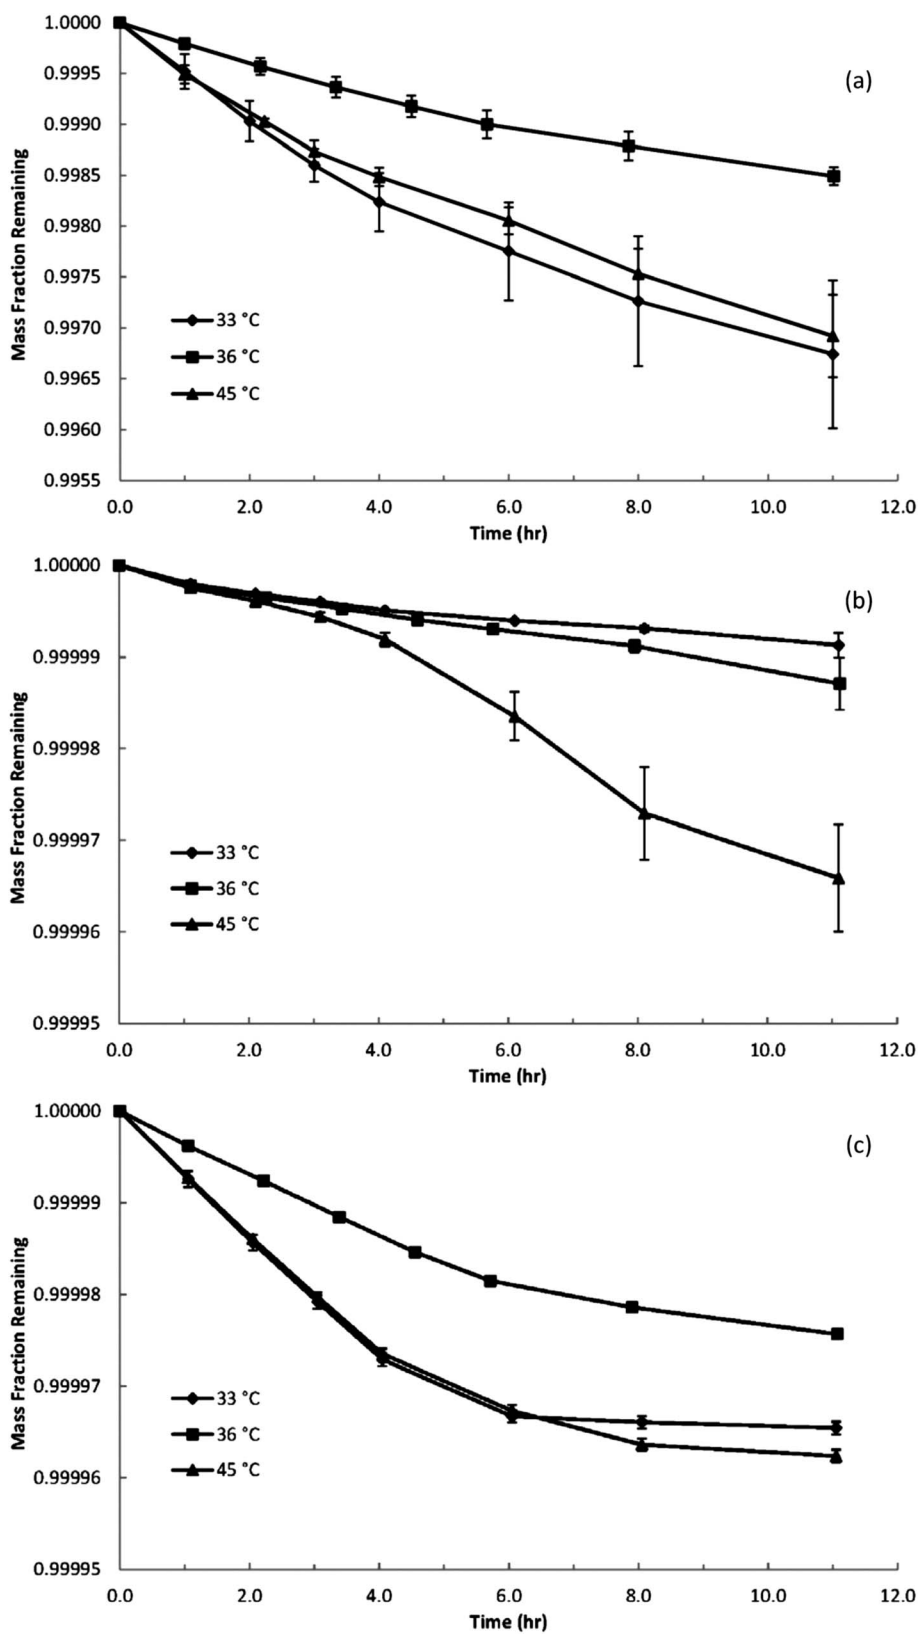 1.0000
0.9995
(a)
0.9990
0.9985
0.9980
0.9975
0.9970
0.9965
0.9960
0.9955
Mass Fraction Remaining
33 °C
36 °C
45 °C
0.0 2.0 4.0 6.0 8.0 10.0 12.0
Time (hr)
1.00000
(b)
0.99999
0.99998
0.99997
0.99996
0.99995
Mass Fraction Remaining
33 °C
36 °C
45 °C
0.0 2.0 4.0 6.0 8.0 10.0 12.0
Time (hr)
1.00000
(c)
0.99999
0.99998
0.99997
0.99996
0.99995
Mass Fraction Remaining
33 °C
36 °C
45 °C
0.0 2.0 4.0 6.0 8.0 10.0 12.0
Time (hr)